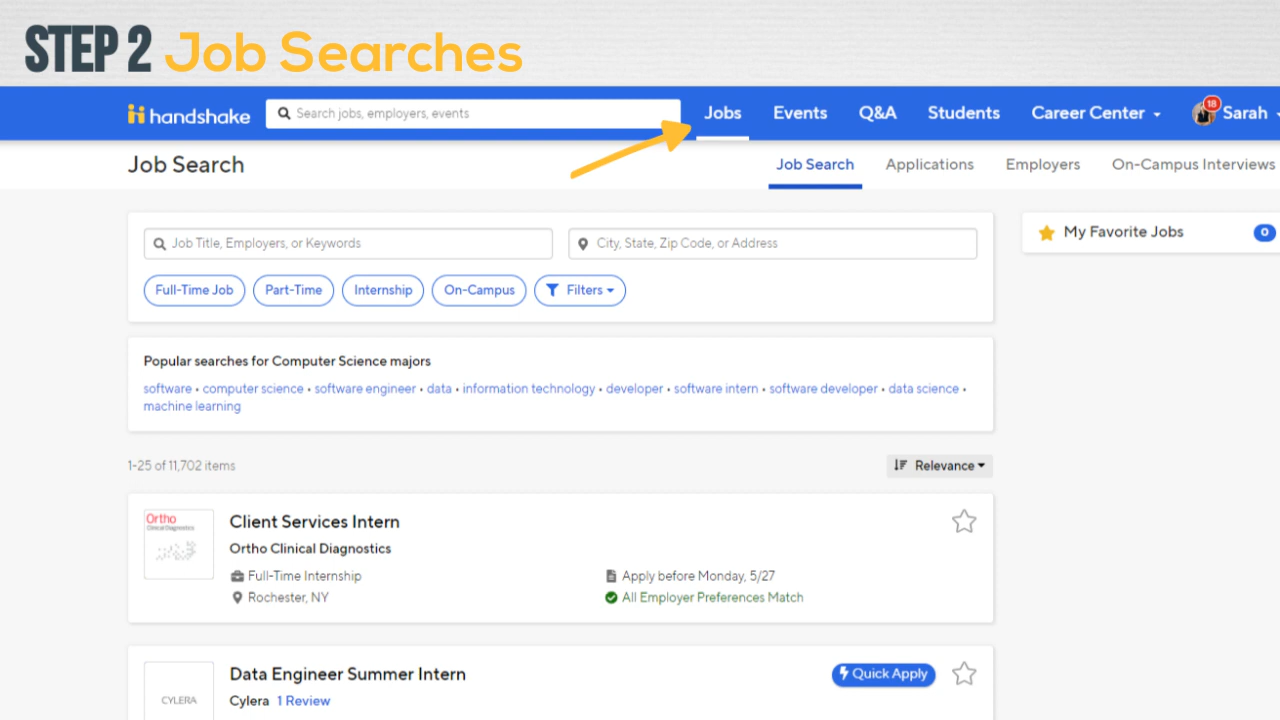 STEP 2 Job Searches
handshake Search jobs, employers, events Jobs Events Q&A Students Career Center 18 Sarah
Job Search Job Search Applications Employers On-Campus Interviews
Job Title, Employers, or Keywords City, State, Zip Code, or Address
My Favorite Jobs 0
Full-Time Job Part-Time Internship On-Campus Filters
Popular searches for Computer Science majors
software • computer science • software engineer • data • information technology • developer • software intern • software developer • data science •
machine learning
1-25 of 11,702 items Relevance
Ortho
Clinical Diagnostics
Client Services Intern
Ortho Clinical Diagnostics
Full-Time Internship Apply before Monday, 5/27
Rochester, NY All Employer Preferences Match
CYLERA
Data Engineer Summer Intern Quick Apply
Cylera 1 Review